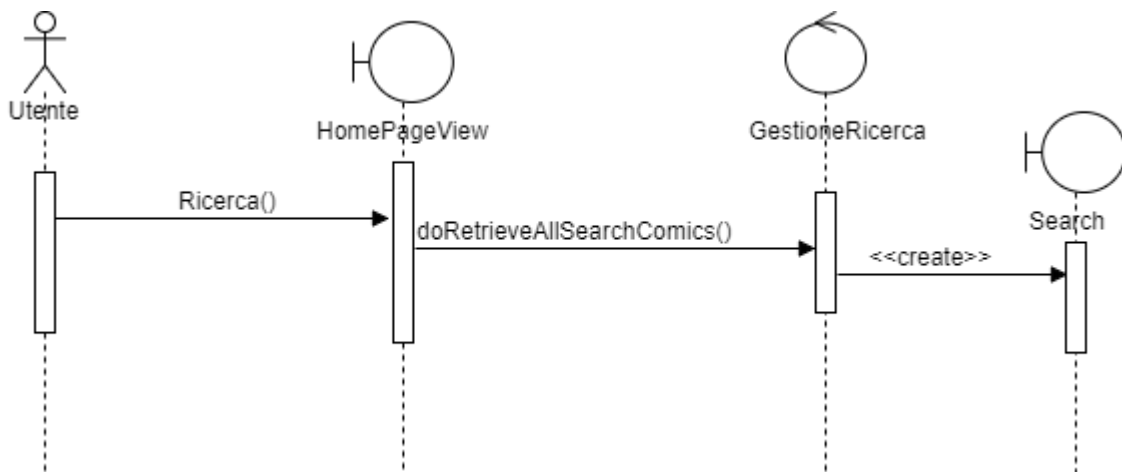 Utente
HomePageView
GestioneRicerca
Ricerca()
doRetrieveAllSearchComics()
Search
<<create>>